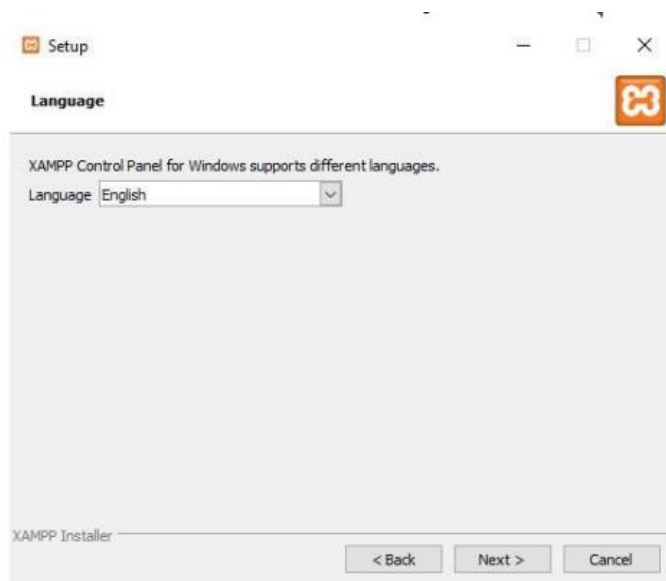 Setup
Language
XAMPP Control Panel for Windows supports different languages.
Language English
XAMPP Installer
< Back Next > Cancel